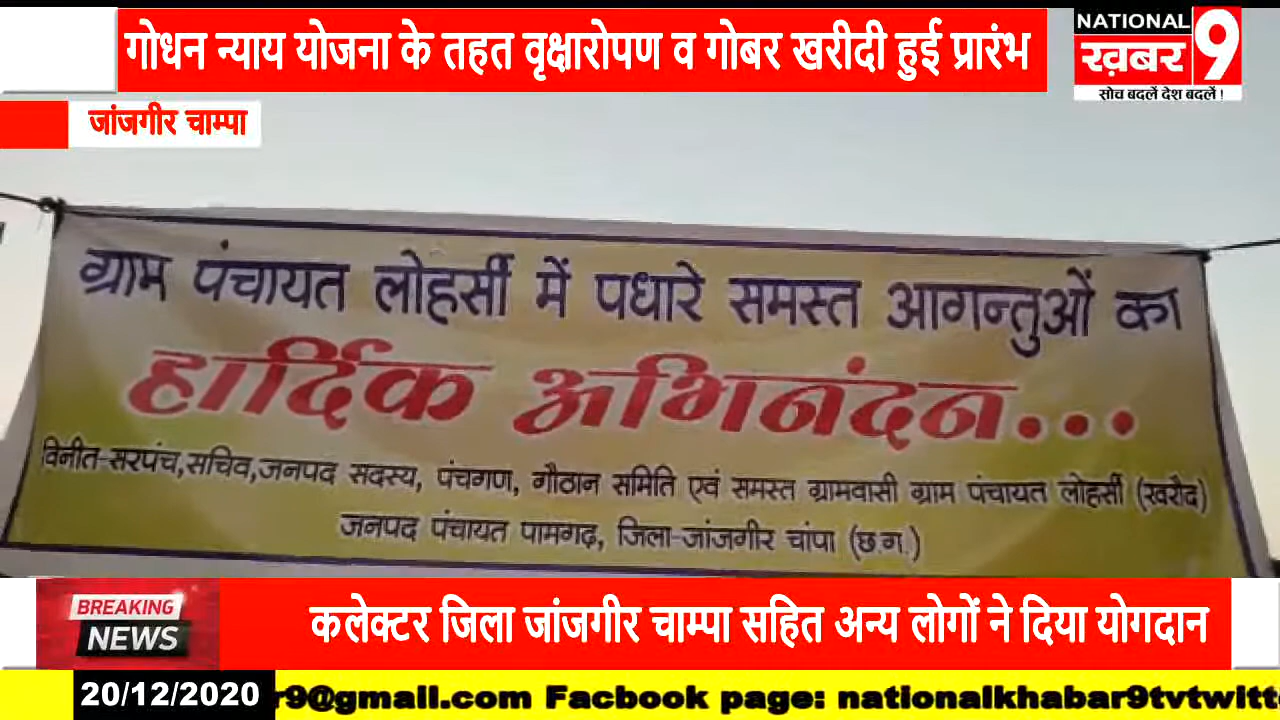 गोधन न्याय योजना के तहत वृक्षारोपण व गोबर खरीदी हुई प्रारंभ
NATIONAL
ख़बर 9
सोच बदलें देश बदलें !
जांजगीर चाम्पा
ग्राम पंचायत लोहर्सी में पधारे समस्त आगन्तुओं का
हार्दिक अभिनंदन...
विनीत-सरपंच,सचिव,जनपद सदस्य, पंचगण, गौठान समिति एवं समस्त ग्रामवासी ग्राम पंचायत लोहर्सी (खरौद)
जनपद पंचायत पामगढ़, जिला-जांजगीर चांपा (छ.ग.)
BREAKING
NEWS
कलेक्टर जिला जांजगीर चाम्पा सहित अन्य लोगों ने दिया योगदान
20/12/2020
r9@gmail.com Facbook page: nationalkhabar9tvtwitt